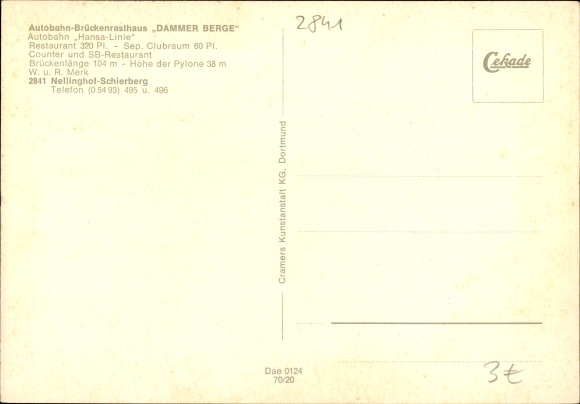 Autobahn-Brückenrasthaus „DAMMER BERGE"
Autobahn „Hansa-Linie"
Restaurant 320 Pl. - Sep. Clubraum 60 Pl.
Counter und SB-Restaurant
Brückenlänge 104 m - Höhe der Pylone 38 m
W. u. R. Merk
2841 Nellinghof-Schierberg
Telefon (0 54 93) 495 u. 496
2841
Cekade
Cramers Kunstanstalt KG, Dortmund
Dae 0124
70/20
3€